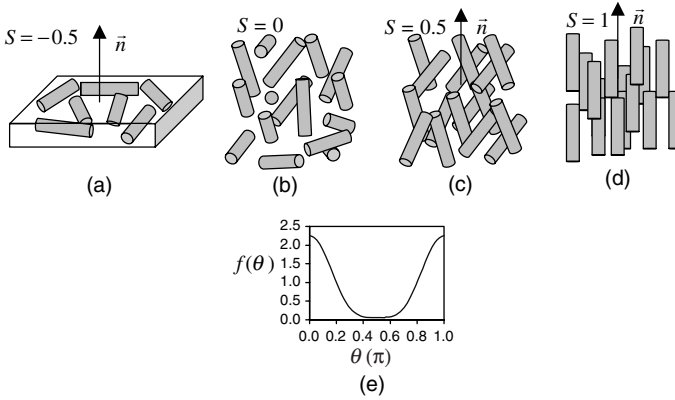 S = −0.5
n⃗
(a)
S = 0
(b)
S = 0.5
n⃗
(c)
S = 1
n⃗
(d)
2.5
2.0
1.5
1.0
0.5
0.0
f(θ)
0.0 0.2 0.4 0.6 0.8 1.0
θ (π)
(e)